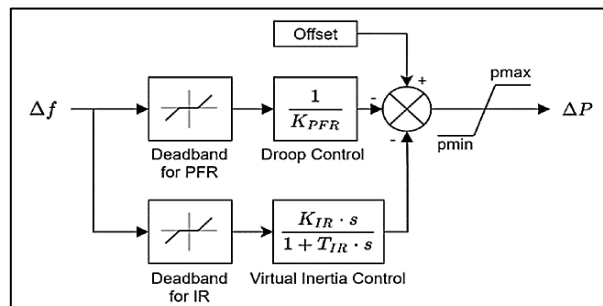 Offset
+
pmax
Δf
1
K_PFR
-
ΔP
-
pmin
Deadband
for PFR
Droop Control
K_IR · s
1 + T_IR · s
Deadband
for IR
Virtual Inertia Control